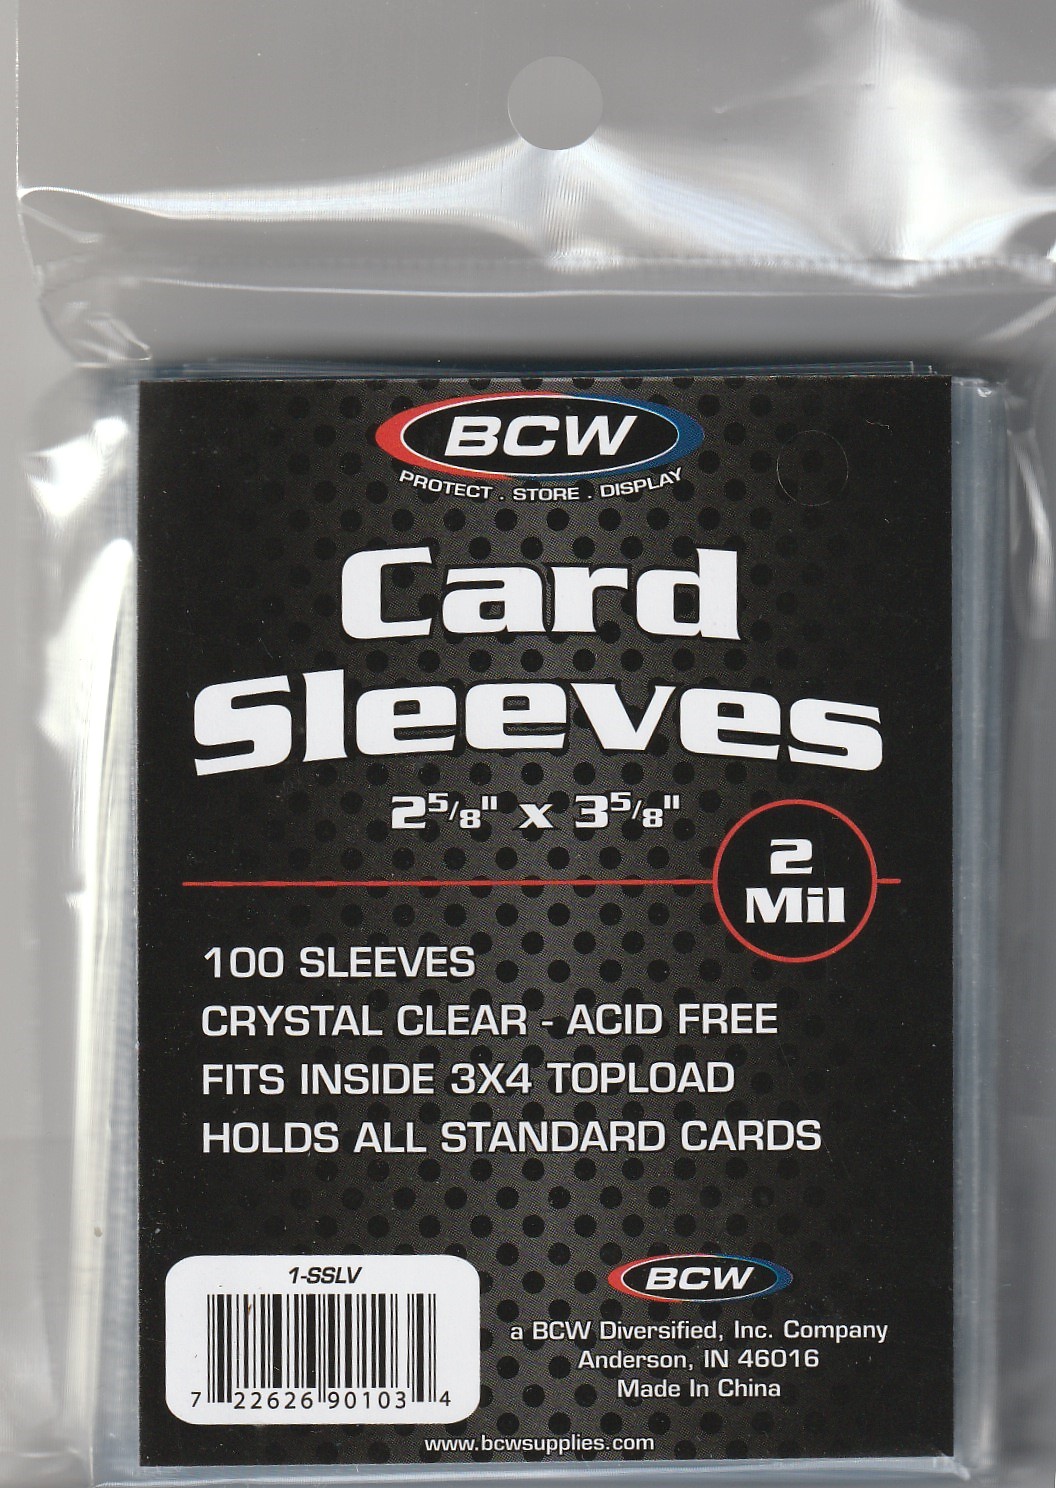 BCW
PROTECT . STORE . DISPLAY
Card
Sleeves
2 5/8" x 3 5/8"
2
Mil
100 SLEEVES
CRYSTAL CLEAR - ACID FREE
FITS INSIDE 3X4 TOPLOAD
HOLDS ALL STANDARD CARDS
1-SSLV
7 22626 90103 4
BCW
a BCW Diversified, Inc. Company
Anderson, IN 46016
Made In China
www.bcwsupplies.com